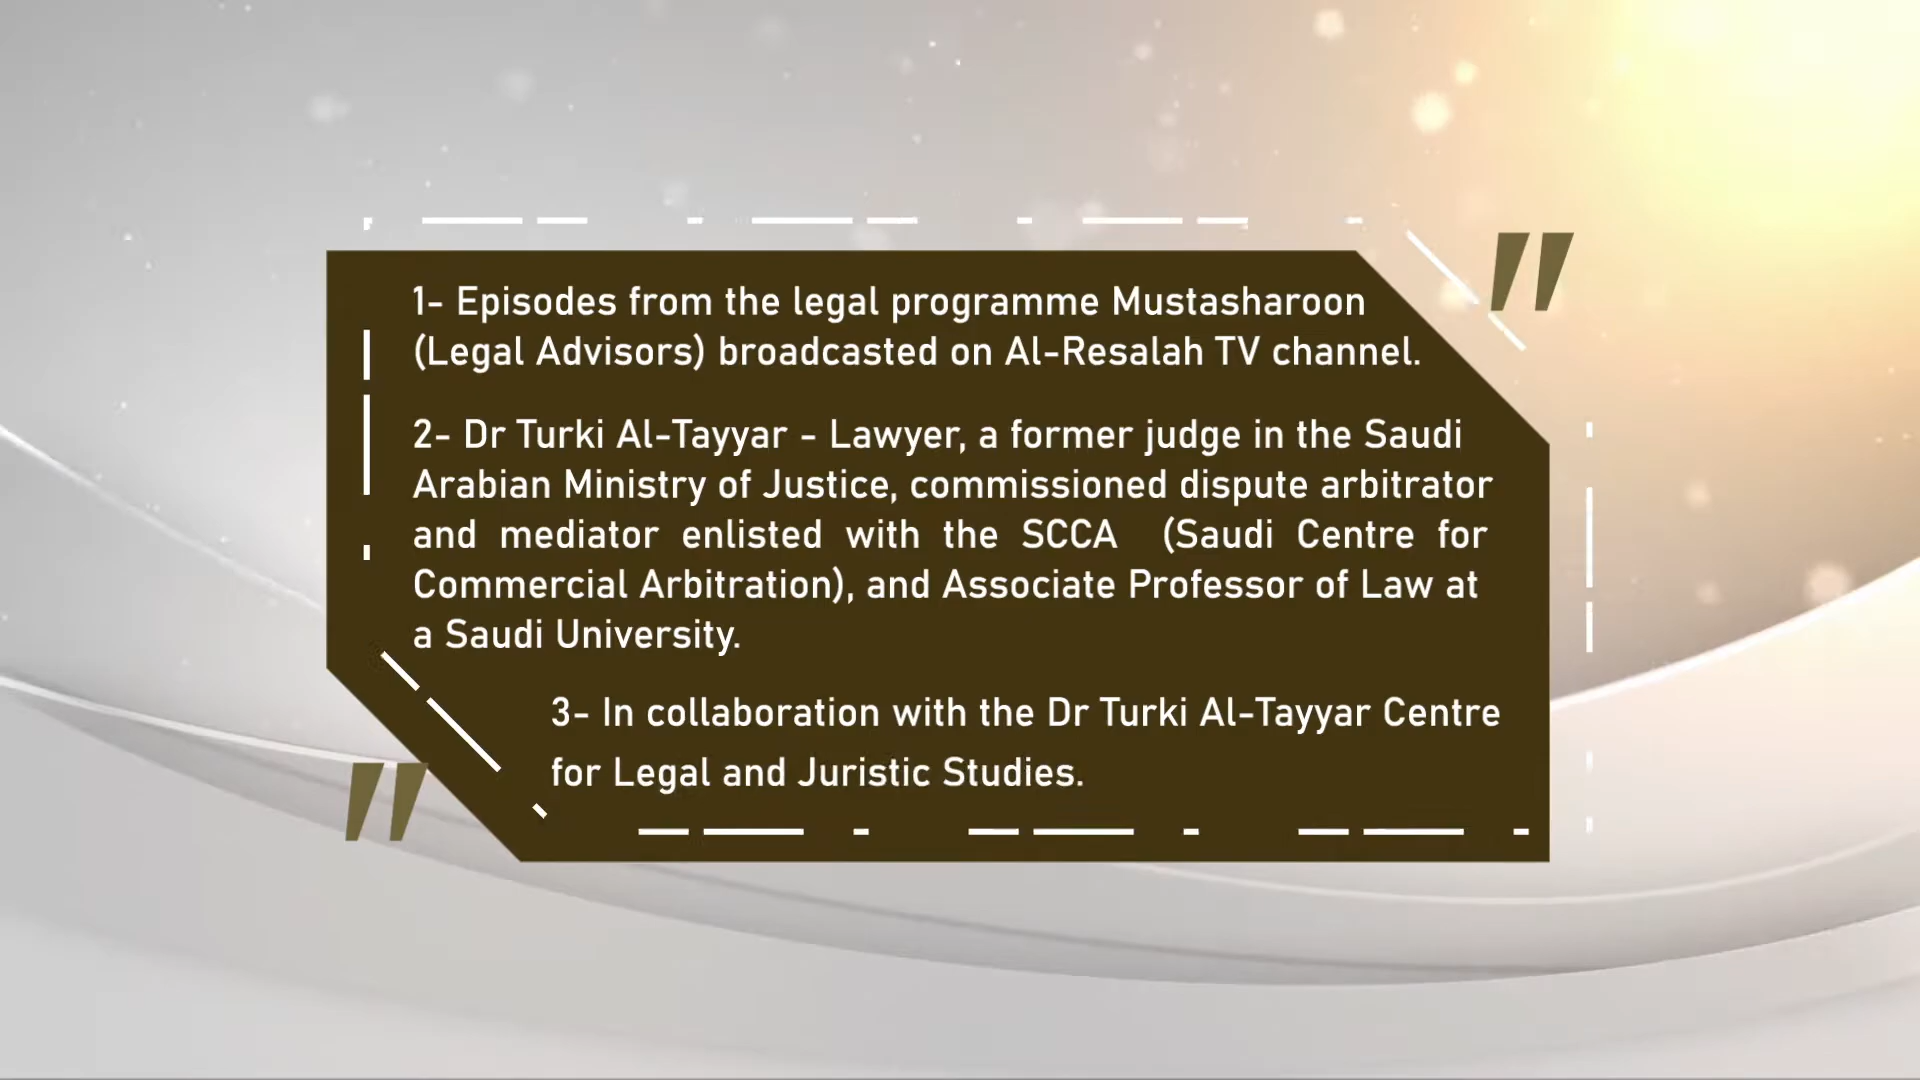 1- Episodes from the legal programme Mustasharoon
(Legal Advisors) broadcasted on Al-Resalah TV channel.
2- Dr Turki Al-Tayyar - Lawyer, a former judge in the Saudi
Arabian Ministry of Justice, commissioned dispute arbitrator
and mediator enlisted with the SCCA (Saudi Centre for
Commercial Arbitration), and Associate Professor of Law at
a Saudi University.
3- In collaboration with the Dr Turki Al-Tayyar Centre
for Legal and Juristic Studies.